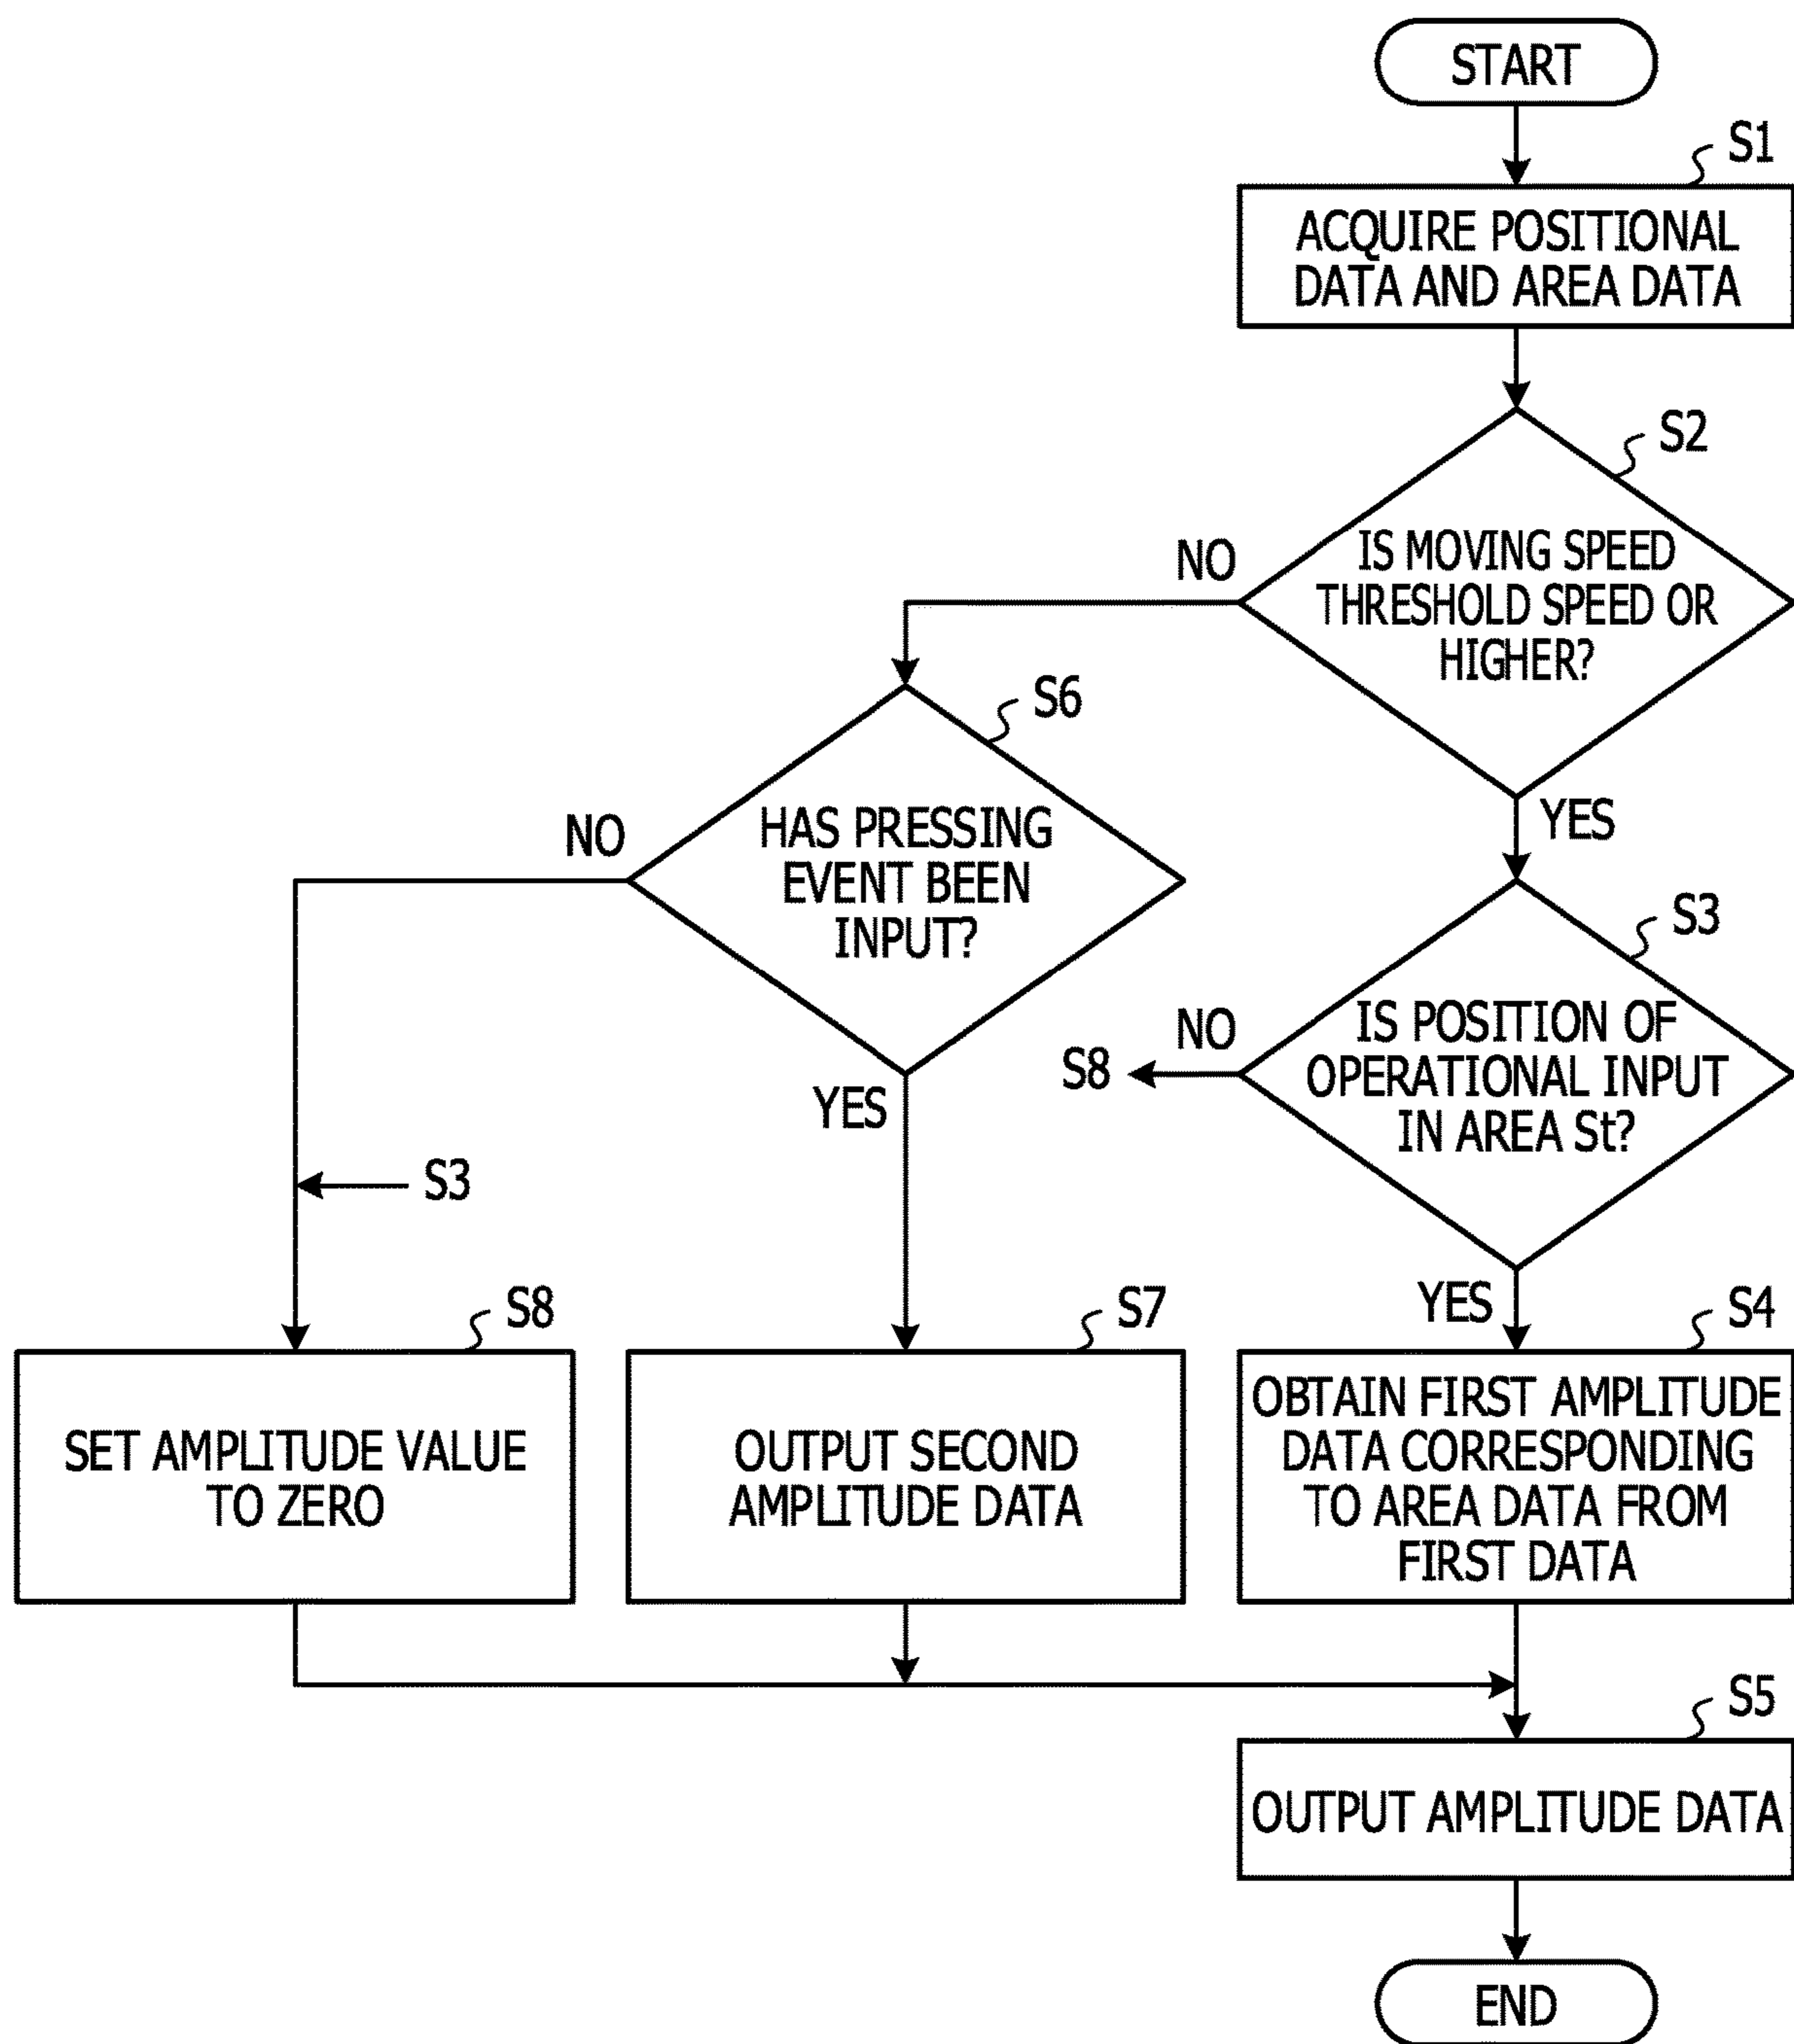 START
S1
ACQUIRE POSITIONAL
DATA AND AREA DATA
S2
IS MOVING SPEED
THRESHOLD SPEED OR
HIGHER?
NO
YES
S6
HAS PRESSING
EVENT BEEN
INPUT?
NO
YES
S3
IS POSITION OF
OPERATIONAL INPUT
IN AREA St?
NO
S8
YES
S3
S8
SET AMPLITUDE VALUE
TO ZERO
S7
OUTPUT SECOND
AMPLITUDE DATA
S4
OBTAIN FIRST AMPLITUDE
DATA CORRESPONDING
TO AREA DATA FROM
FIRST DATA
S5
OUTPUT AMPLITUDE DATA
END